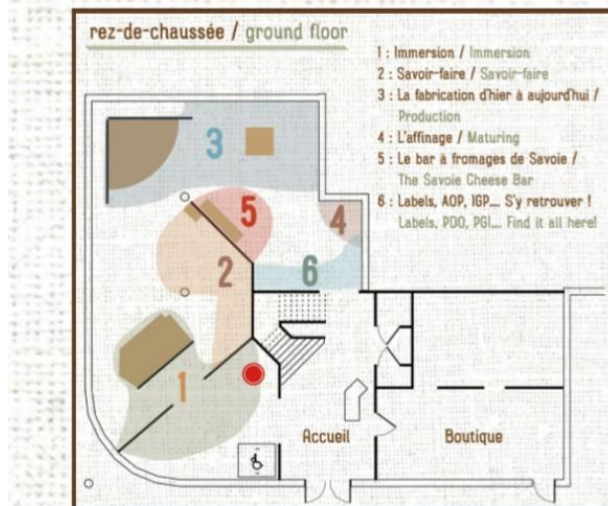 rez-de-chaussée / ground floor
1 : Immersion / Immersion
2 : Savoir-faire / Savoir-faire
3 : La fabrication d'hier à aujourd'hui /
Production
4 : L'affinage / Maturing
5 : Le bar à fromages de Savoie /
The Savoie Cheese Bar
6 : Labels, AOP, IGP.... S'y retrouver !
Labels, PDO, PGI.... Find it all here!
3
5
4
2
6
1
Accueil
Boutique